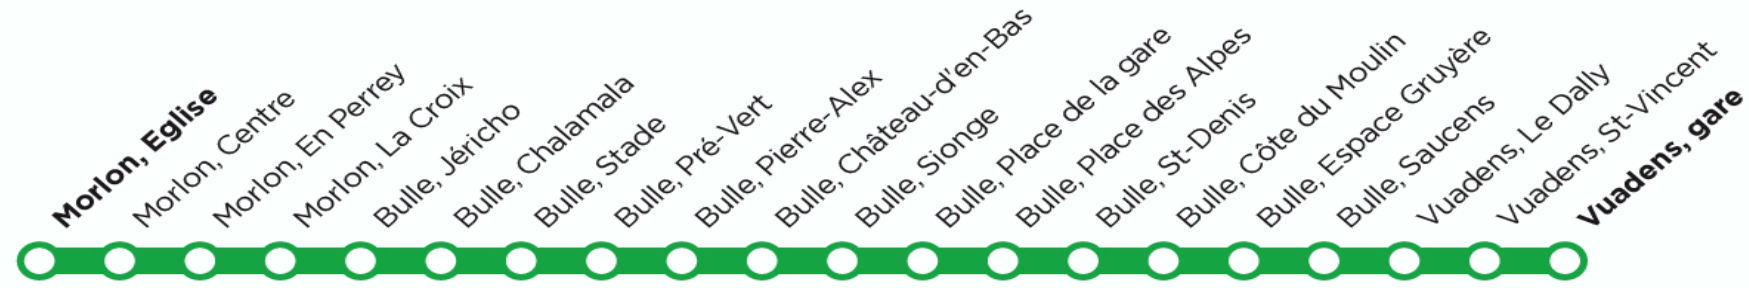 Morlon, Eglise
Morlon, Centre
Morlon, En Perrey
Morlon, La Croix
Bulle, Jéricho
Bulle, Chalamala
Bulle, Stade
Bulle, Pré-Vert
Bulle, Pierre-Alex
Bulle, Château-d'en-Bas
Bulle, Sionge
Bulle, Place de la gare
Bulle, Place des Alpes
Bulle, St-Denis
Bulle, Côte du Moulin
Bulle, Espace Gruyère
Bulle, Saucens
Vuadens, Le Dally
Vuadens, St-Vincent
Vuadens, gare